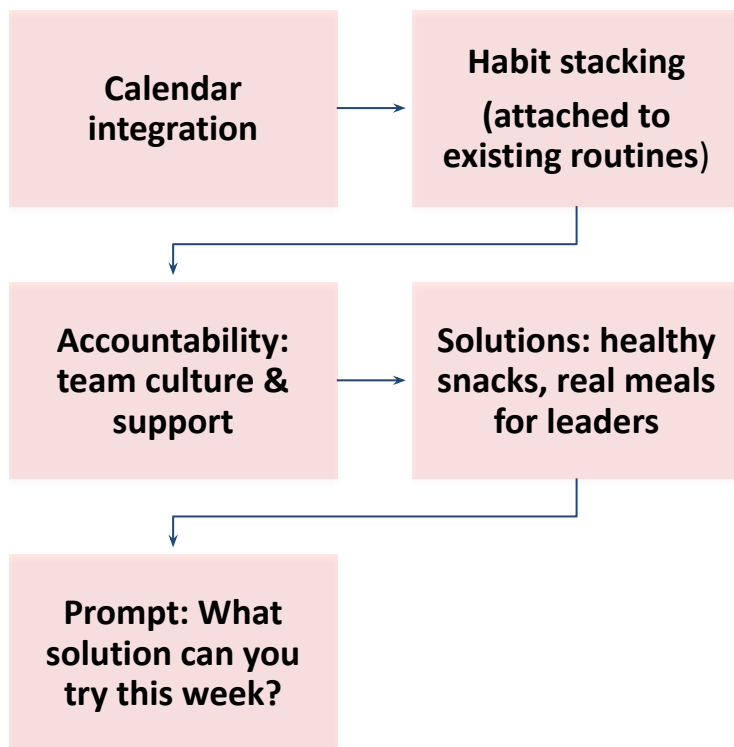 Calendar
integration
Habit stacking
(attached to
existing routines)
Accountability:
team culture &
support
Solutions: healthy
snacks, real meals
for leaders
Prompt: What
solution can you
try this week?